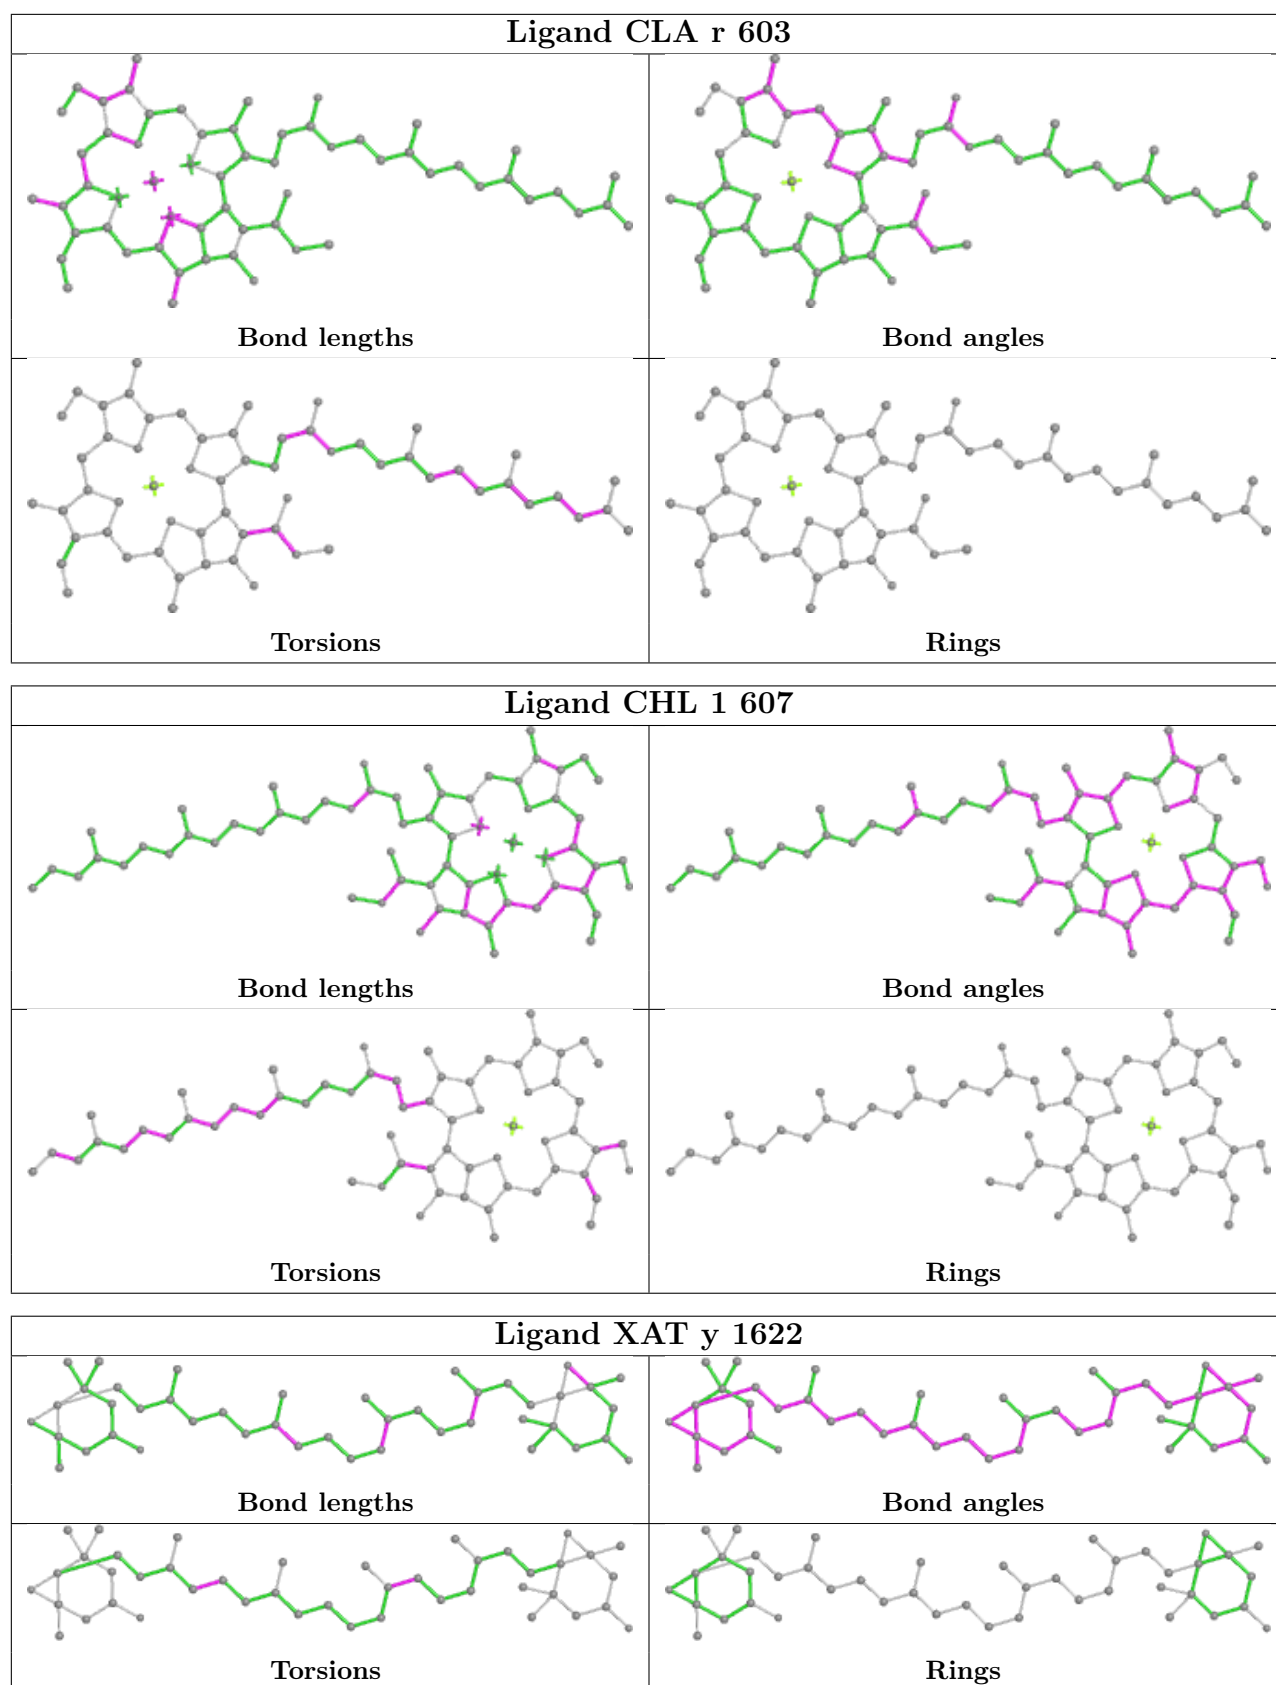 Ligand CLA r 603
Bond lengths
Bond angles
Torsions
Rings
Ligand CHL 1 607
Bond lengths
Bond angles
Torsions
Rings
Ligand XAT y 1622
Bond lengths
Bond angles
Torsions
Rings